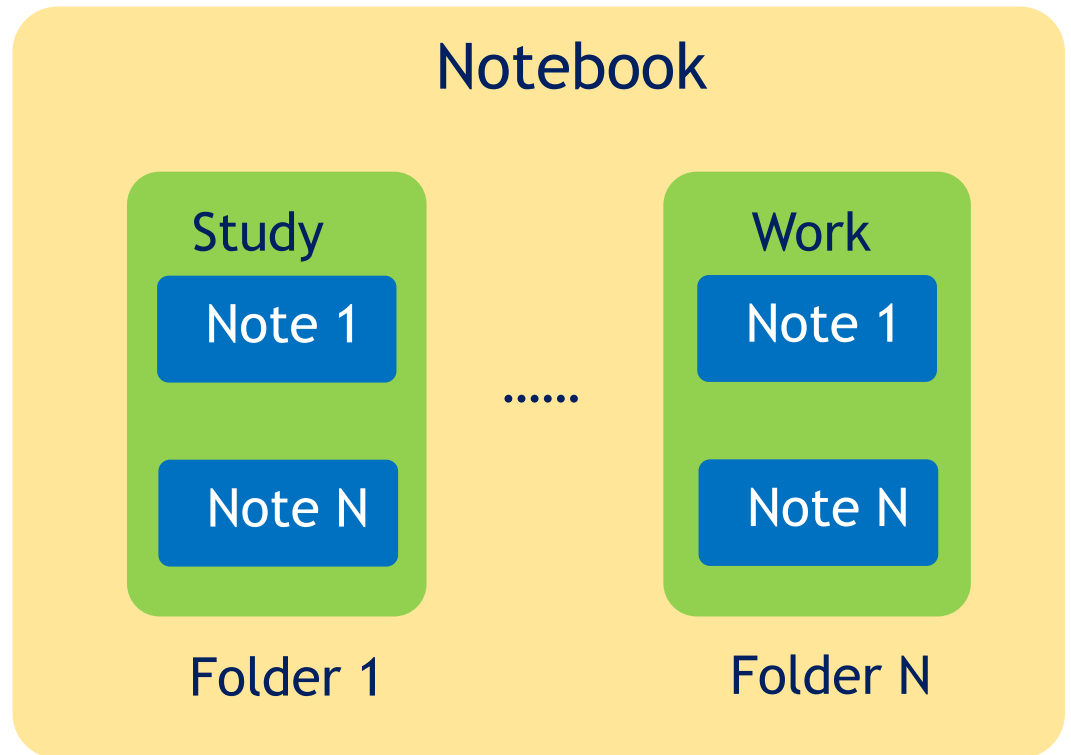 Notebook
Study
Note 1
Note N
Folder 1
......
Work
Note 1
Note N
Folder N